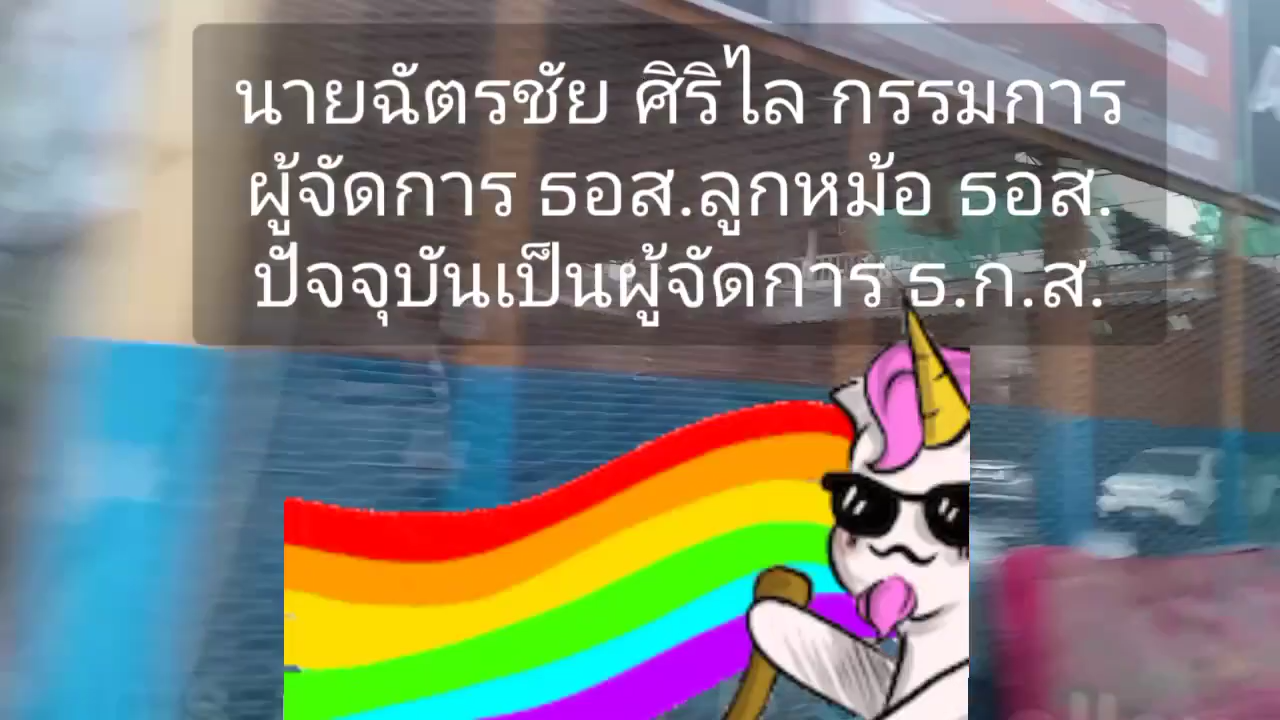 นายฉัตรชัย ศิริไล กรรมการ
ผู้จัดการ ธอส.ลูกหม้อ ธอส.
ปัจจุบันเป็นผู้จัดการ ธ.ก.ส.